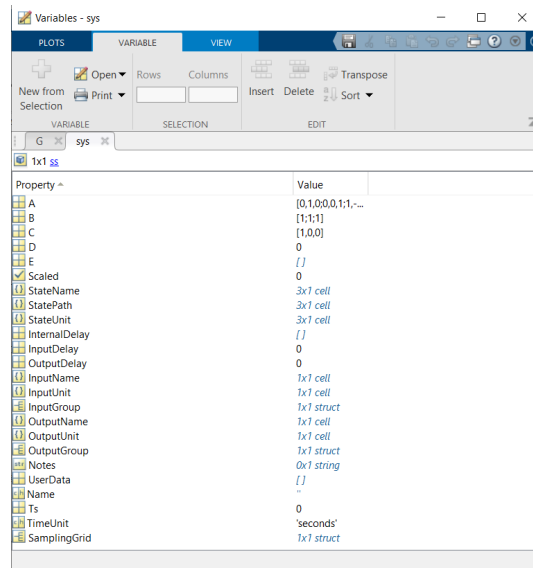 Variables - sys
PLOTS VARIABLE VIEW
New from Selection
Open
Print
Rows Columns
Insert Delete
Transpose
Sort
VARIABLE SELECTION EDIT
G sys
1x1 ss
Property Value
A [0,1,0;0,0,1;1,-...
B [1;1;1]
C [1,0,0]
D 0
E []
Scaled 0
StateName 3x1 cell
StatePath 3x1 cell
StateUnit 3x1 cell
InternalDelay []
InputDelay 0
OutputDelay 0
InputName 1x1 cell
InputUnit 1x1 cell
InputGroup 1x1 struct
OutputName 1x1 cell
OutputUnit 1x1 cell
OutputGroup 1x1 struct
Notes 0x1 string
UserData []
Name ''
Ts 0
TimeUnit 'seconds'
SamplingGrid 1x1 struct